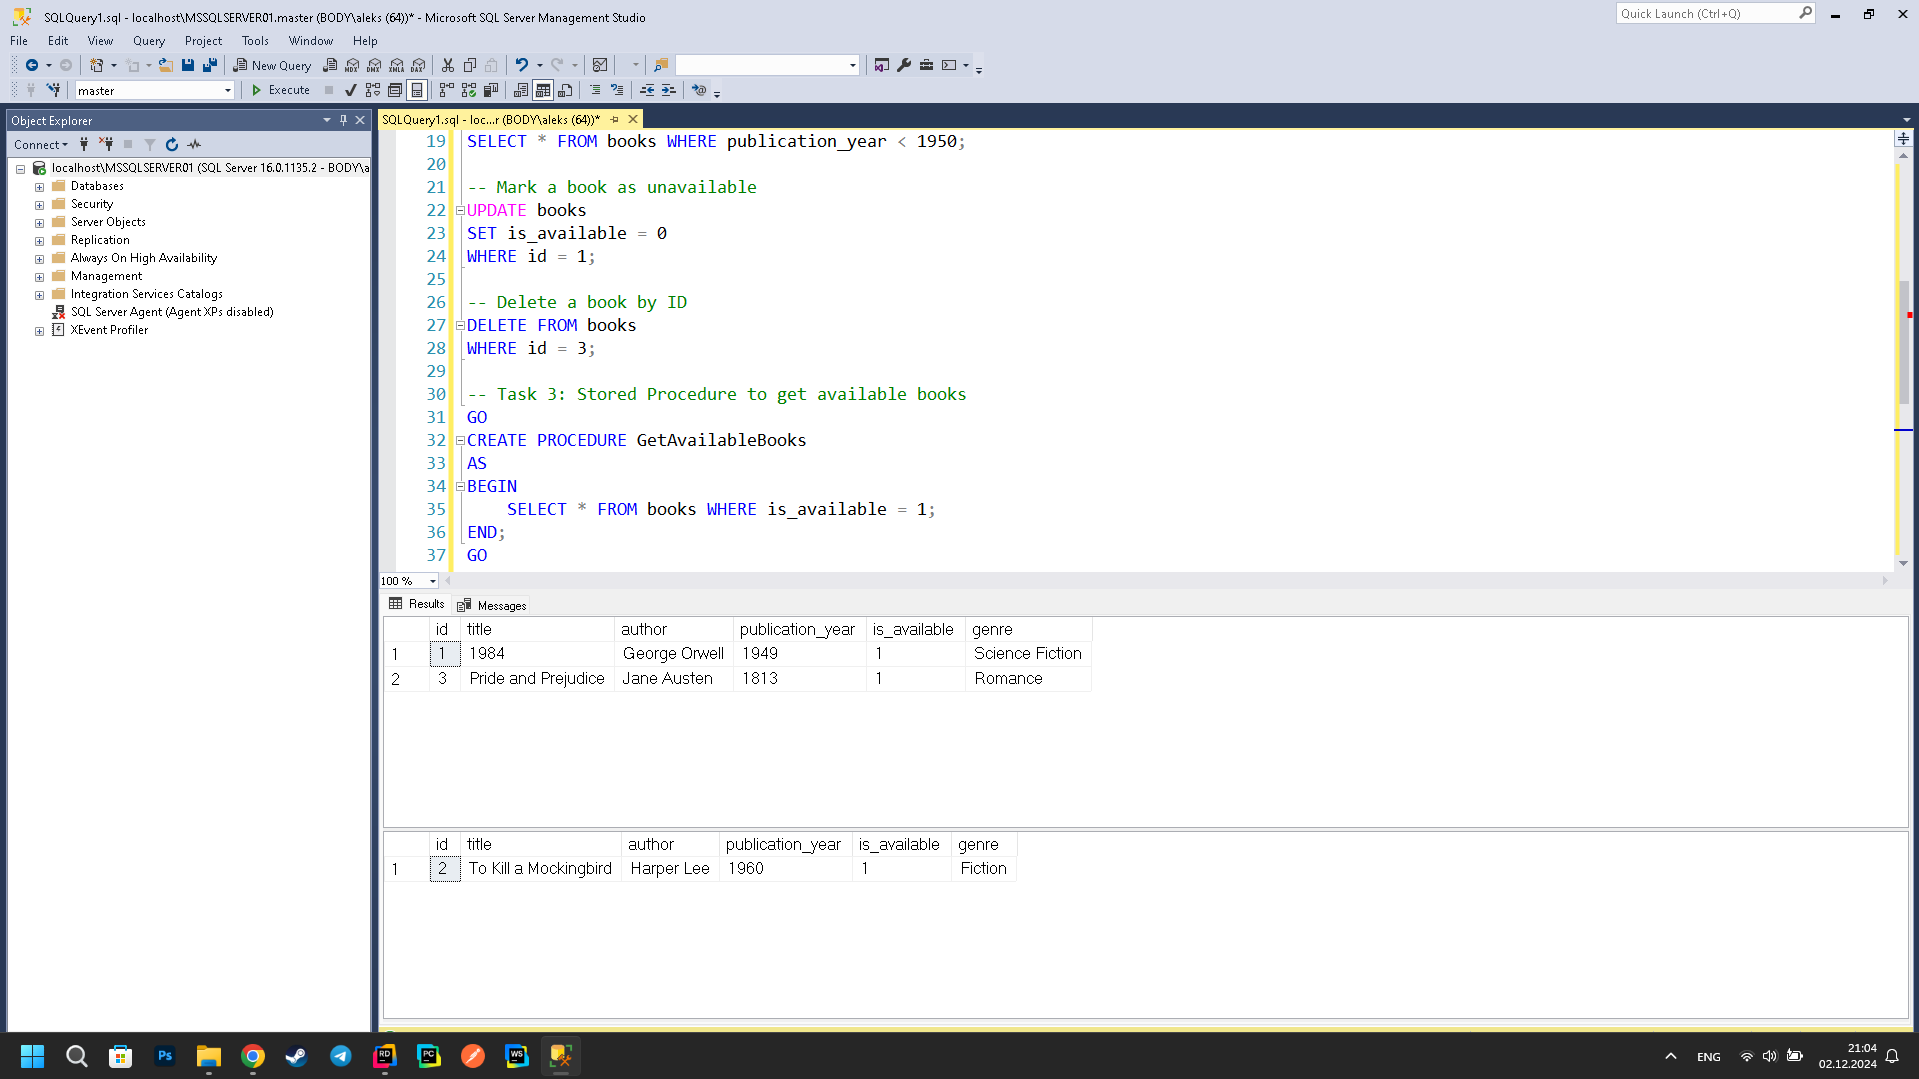 SQLQuery1.sql - localhost\MSSQLSERVER01.master (BODY\aleks (64))* - Microsoft SQL Server Management Studio
Quick Launch (Ctrl+Q)
File Edit View Query Project Tools Window Help
New Query
MDX DMX XMLA DAX
master
Execute
Object Explorer
Connect
localhost\MSSQLSERVER01 (SQL Server 16.0.1135.2 - BODY\a
Databases
Security
Server Objects
Replication
Always On High Availability
Management
Integration Services Catalogs
SQL Server Agent (Agent XPs disabled)
XEvent Profiler
SQLQuery1.sql - loc...r (BODY\aleks (64))*
19 SELECT * FROM books WHERE publication_year < 1950;
20
21 -- Mark a book as unavailable
22 UPDATE books
23 SET is_available = 0
24 WHERE id = 1;
25
26 -- Delete a book by ID
27 DELETE FROM books
28 WHERE id = 3;
29
30 -- Task 3: Stored Procedure to get available books
31 GO
32 CREATE PROCEDURE GetAvailableBooks
33 AS
34 BEGIN
35 SELECT * FROM books WHERE is_available = 1;
36 END;
37 GO
100 %
Results Messages
id title author publication_year is_available genre
1 1 1984 George Orwell 1949 1 Science Fiction
2 3 Pride and Prejudice Jane Austen 1813 1 Romance
id title author publication_year is_available genre
1 2 To Kill a Mockingbird Harper Lee 1960 1 Fiction
Ps
RD
PC
WS
ENG
21:04
02.12.2024